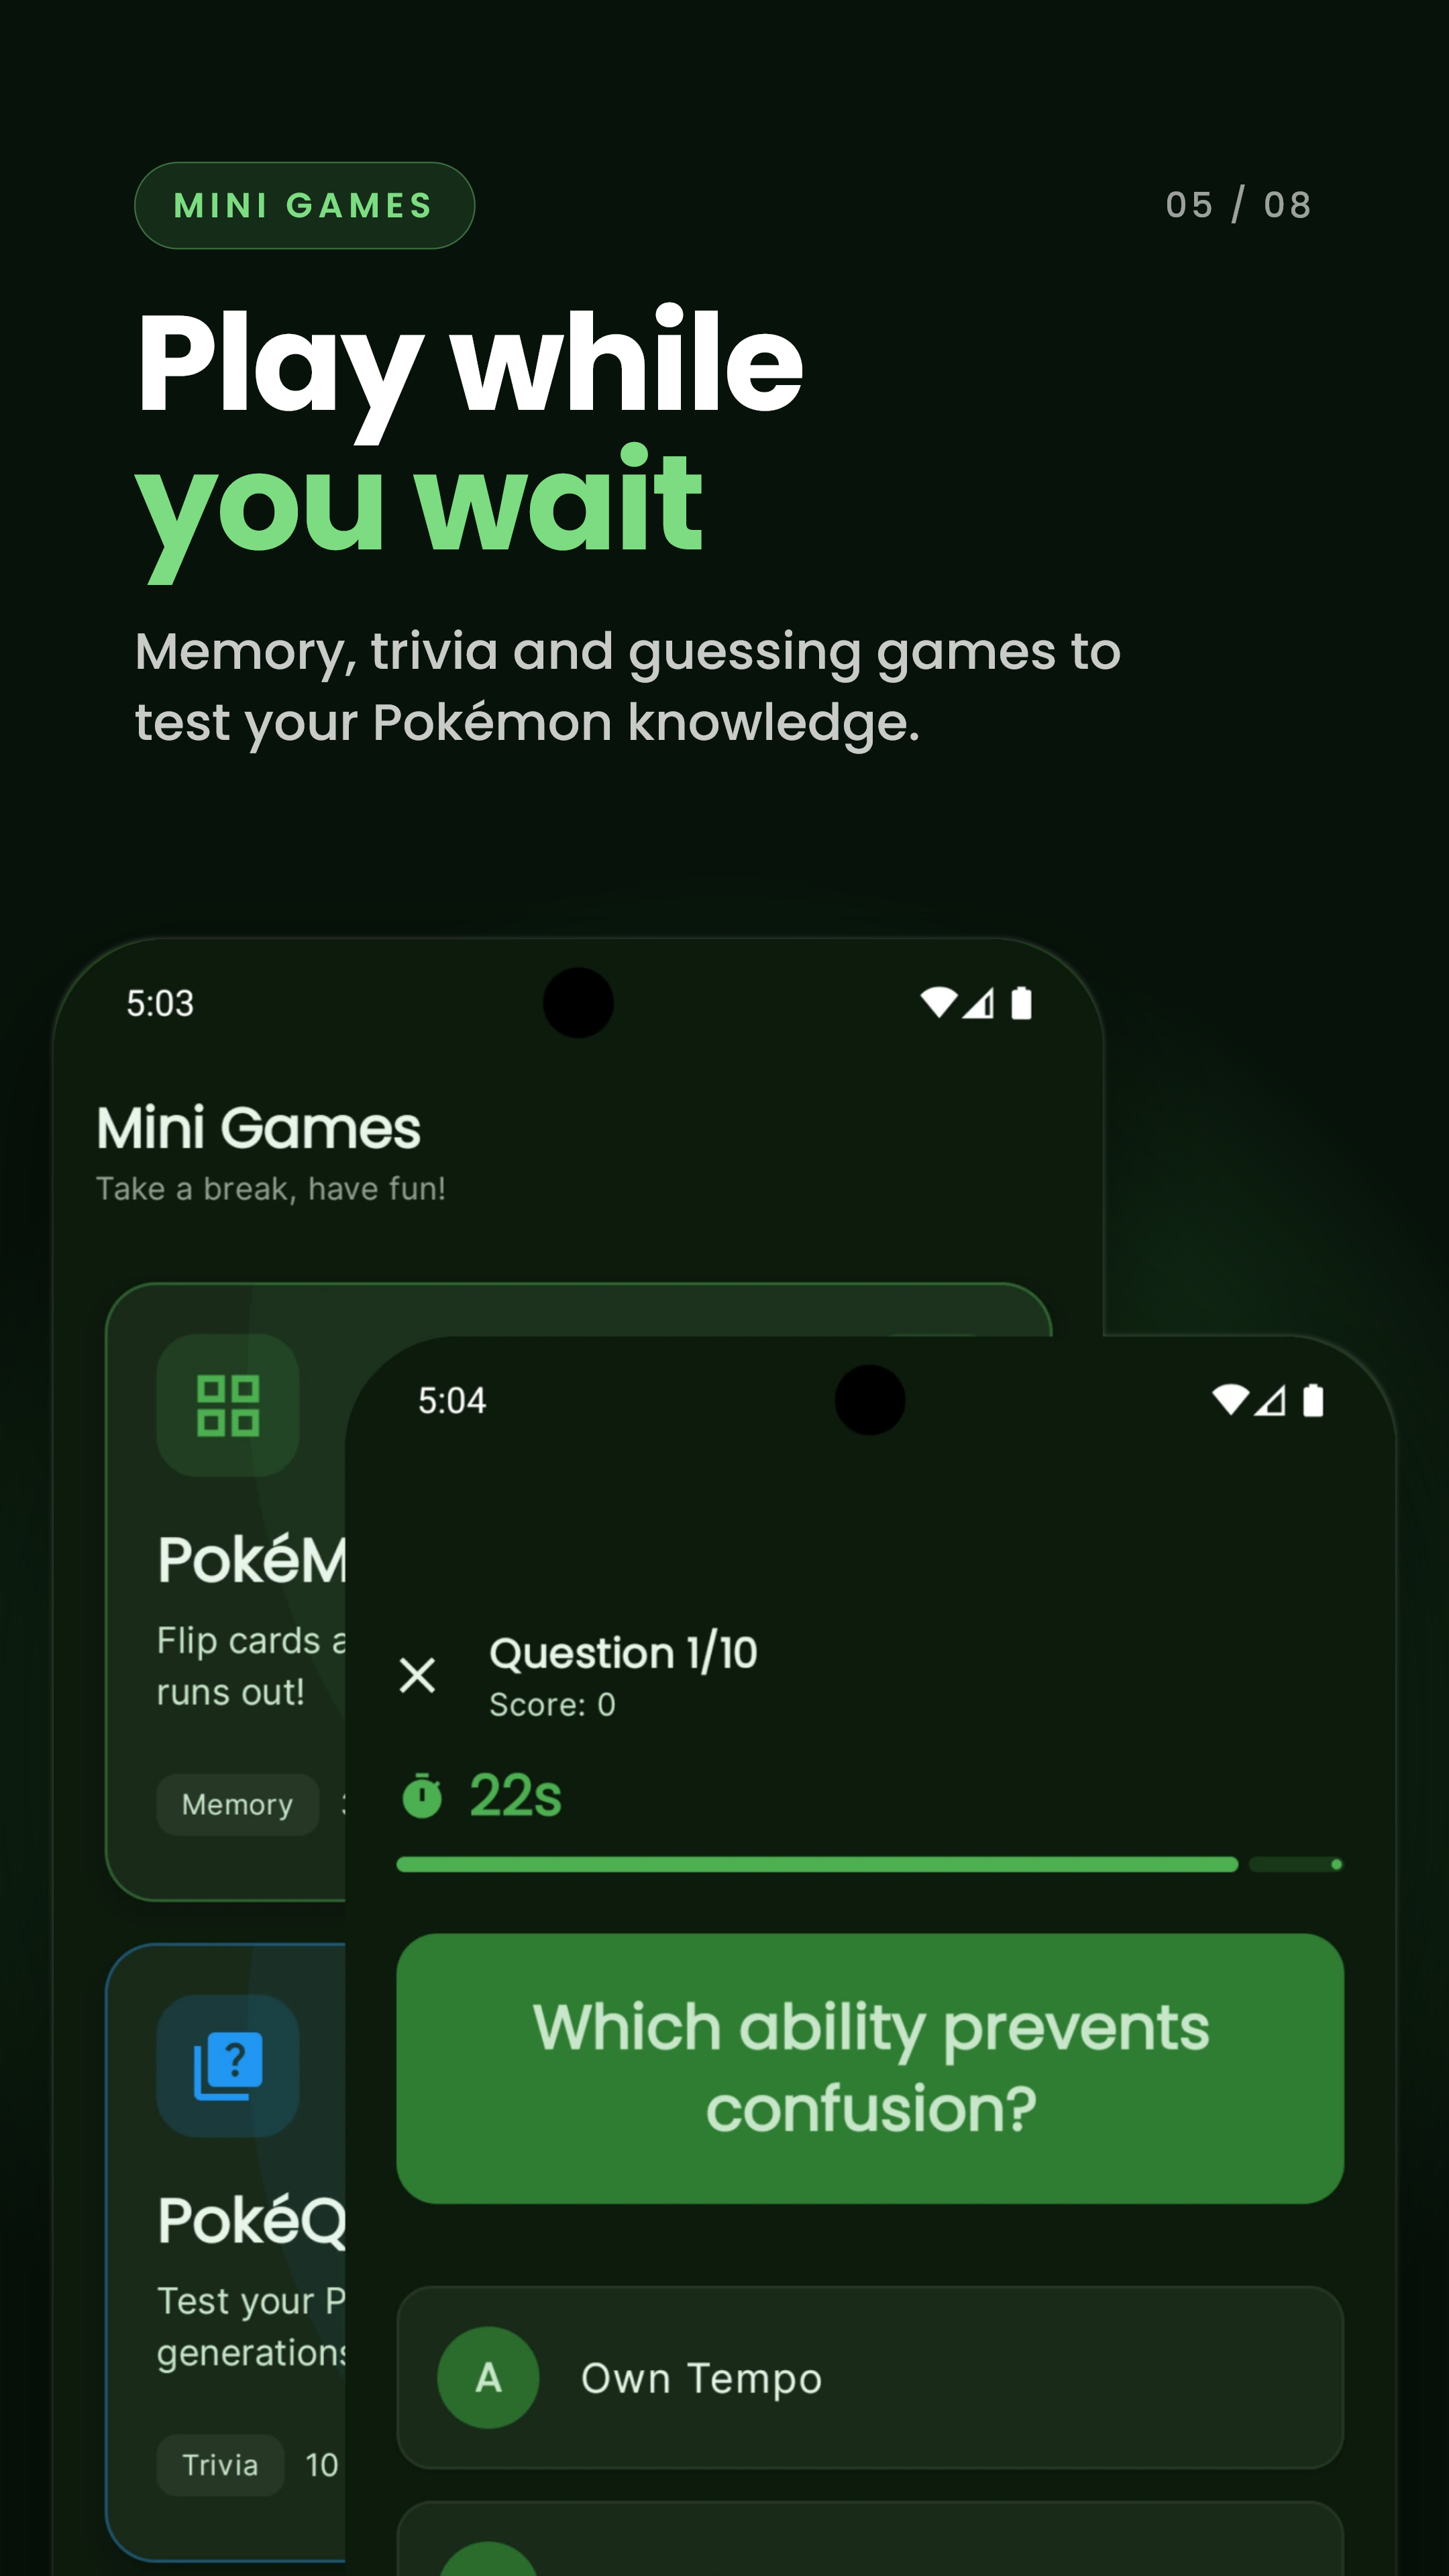 MINI GAMES
05 / 08
Play while
you wait
Memory, trivia and guessing games to
test your Pokémon knowledge.
5:03
Mini Games
Take a break, have fun!
PokéM
Flip cards
runs out!
Memory
PokéQ
Test your P
generations
Trivia 10
5:04
Question 1/10
Score: 0
22s
Which ability prevents
confusion?
A Own Tempo